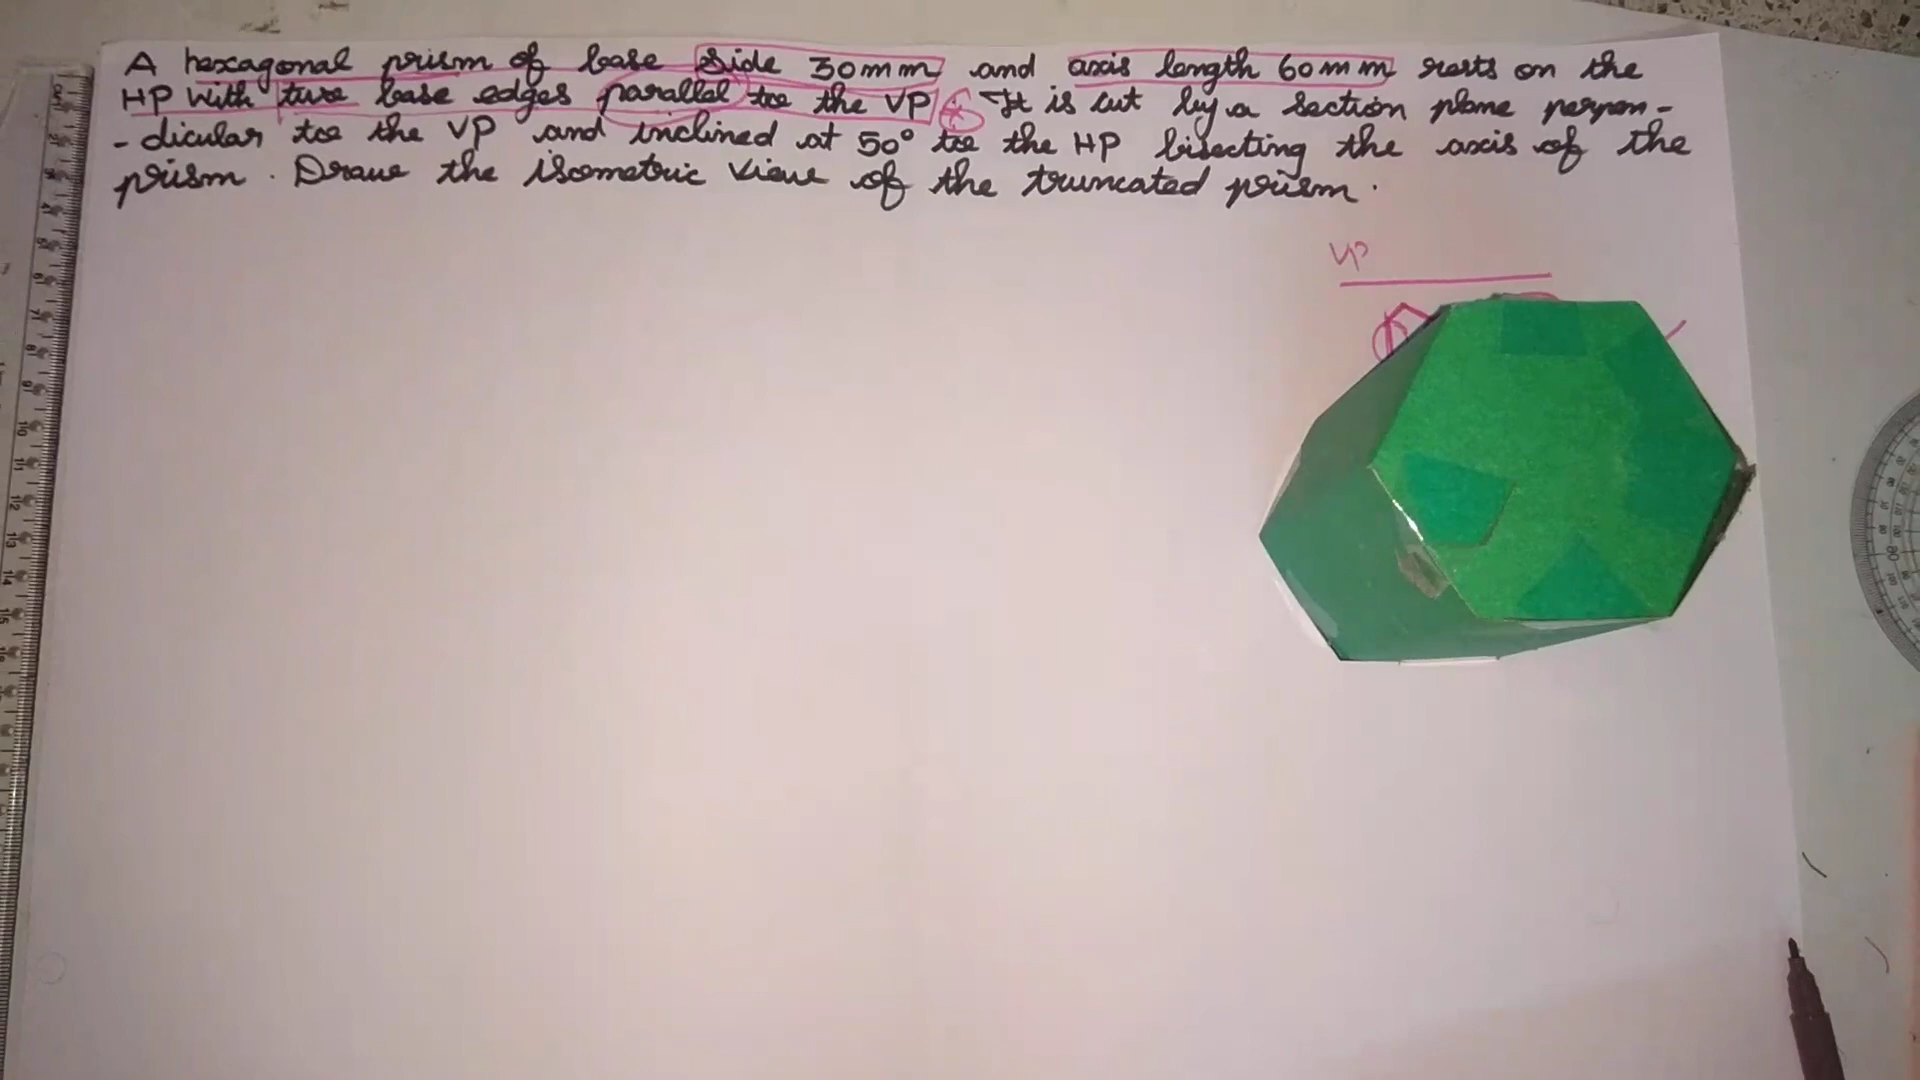 A hexagonal prism of base side 30mm and axis length 60mm rests on the
HP with two base edges parallel to the VP. It is cut by a section plane perpen-
-dicular to the VP and inclined at 50° to the HP bisecting the axis of the
prism. Draw the isometric view of the truncated prism.
VP